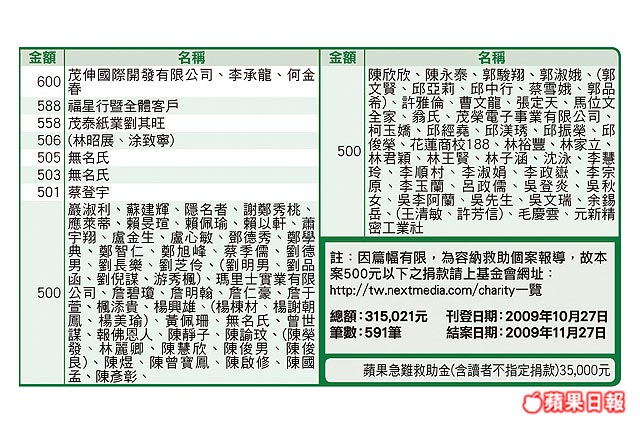 金額 名稱
600 茂伸國際開發有限公司、李承龍、何金
春
588 福星行暨全體客戶
558 茂泰紙業劉其旺
506 (林昭展、涂致寧)
505 無名氏
503 無名氏
501 蔡登宇
500
巖淑利、蘇建輝、隱名者、謝鄭秀桃、
應萊蒂、賴旻瑄、賴佩瑜、賴以軒、蕭
宇翔、盧金生、盧心敏、鄧德秀、鄭學
典、鄭智仁、鄭旭峰、蔡季儒、劉德
男、劉長樂、劉芝伶、(劉明男、劉品
函、劉倪謀、游秀楓)、瑪里士實業有限
公司、詹碧瓊、詹明翰、詹仁豪、詹于
萱、楓添貴、楊興雄、(楊棟材、楊謝朝
鳳、楊美瑜)、黃佩珊、無名氏、曾世
謀、報佛恩人、陳靜子、陳諭玟、(陳榮
發、林麗卿、陳慧欣、陳俊男、陳俊
良)、陳煜、陳曾寶鳳、陳啟修、陳國
孟、陳彥彰、
金額 名稱
500
陳欣欣、陳永泰、郭駿翔、郭淑娥、(郭
文賢、邱亞莉、邱中行、蔡雪娥、郭品
希)、許雅倫、曹文龍、張定天、馬位文
全家、翁氏、茂榮電子事業有限公司、
柯玉嬌、邱經堯、邱渼琇、邱振榮、邱
俊榮、花蓮商校188、林裕豐、林家立、
林君穎、林王賢、林子涵、沈泳、李慧
玲、李順村、李淑娟、李政嶽、李宗
原、李玉蘭、呂政儒、吳登炎、吳秋
女、吳李阿蘭、吳先生、吳文瑞、余錫
岳、(王清敏、許芳信)、毛慶雲、元新精
密工業社
註：因篇幅有限，為容納救助個案報導，故本
案500元以下之捐款請上基金會網址：
http://tw.nextmedia.com/charity一覽
總額：315,021元 刊登日期：2009年10月27日
筆數：591筆 結案日期：2009年11月27日
蘋果急難救助金(含讀者不指定捐款)35,000元
蘋果日報